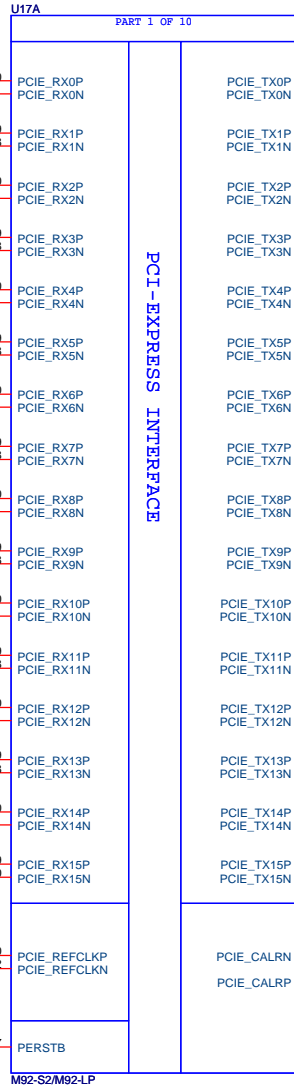 U17A
PART 1 OF 10
PCIE_RX0P PCIE_TX0P
PCIE_RX0N PCIE_TX0N
PCIE_RX1P PCIE_TX1P
PCIE_RX1N PCIE_TX1N
PCIE_RX2P PCIE_TX2P
PCIE_RX2N PCIE_TX2N
PCIE_RX3P PCIE_TX3P
PCIE_RX3N PCIE_TX3N
PCIE_RX4P PCIE_TX4P
PCIE_RX4N PCIE_TX4N
PCIE_RX5P PCIE_TX5P
PCIE_RX5N PCIE_TX5N
PCIE_RX6P PCIE_TX6P
PCIE_RX6N PCIE_TX6N
PCIE_RX7P PCIE_TX7P
PCIE_RX7N PCIE_TX7N
PCIE_RX8P PCIE_TX8P
PCIE_RX8N PCIE_TX8N
PCIE_RX9P PCIE_TX9P
PCIE_RX9N PCIE_TX9N
PCIE_RX10P PCIE_TX10P
PCIE_RX10N PCIE_TX10N
PCIE_RX11P PCIE_TX11P
PCIE_RX11N PCIE_TX11N
PCIE_RX12P PCIE_TX12P
PCIE_RX12N PCIE_TX12N
PCIE_RX13P PCIE_TX13P
PCIE_RX13N PCIE_TX13N
PCIE_RX14P PCIE_TX14P
PCIE_RX14N PCIE_TX14N
PCIE_RX15P PCIE_TX15P
PCIE_RX15N PCIE_TX15N
PCI-EXPRESS INTERFACE
PCIE_REFCLKP PCIE_CALRN
PCIE_REFCLKN
PCIE_CALRP
PERSTB
M92-S2/M92-LP